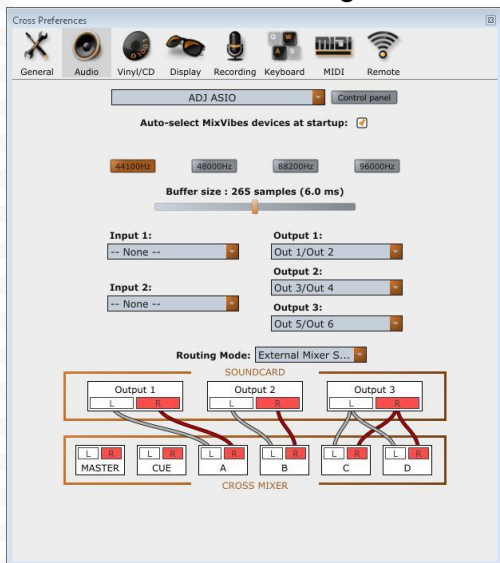 Cross Preferences
General Audio Vinyl/CD Display Recording Keyboard MIDI Remote
ADJ ASIO Control panel
Auto-select MixVibes devices at startup:
44100Hz 48000Hz 88200Hz 96000Hz
Buffer size : 265 samples (6.0 ms)
Input 1: Output 1:
-- None -- Out 1/Out 2
Output 2:
Input 2: Out 3/Out 4
-- None -- Output 3:
Out 5/Out 6
Routing Mode: External Mixer S...
SOUNDCARD
Output 1 Output 2 Output 3
L R L R L R
L R L R L R L R L R L R
MASTER CUE A B C D
CROSS MIXER